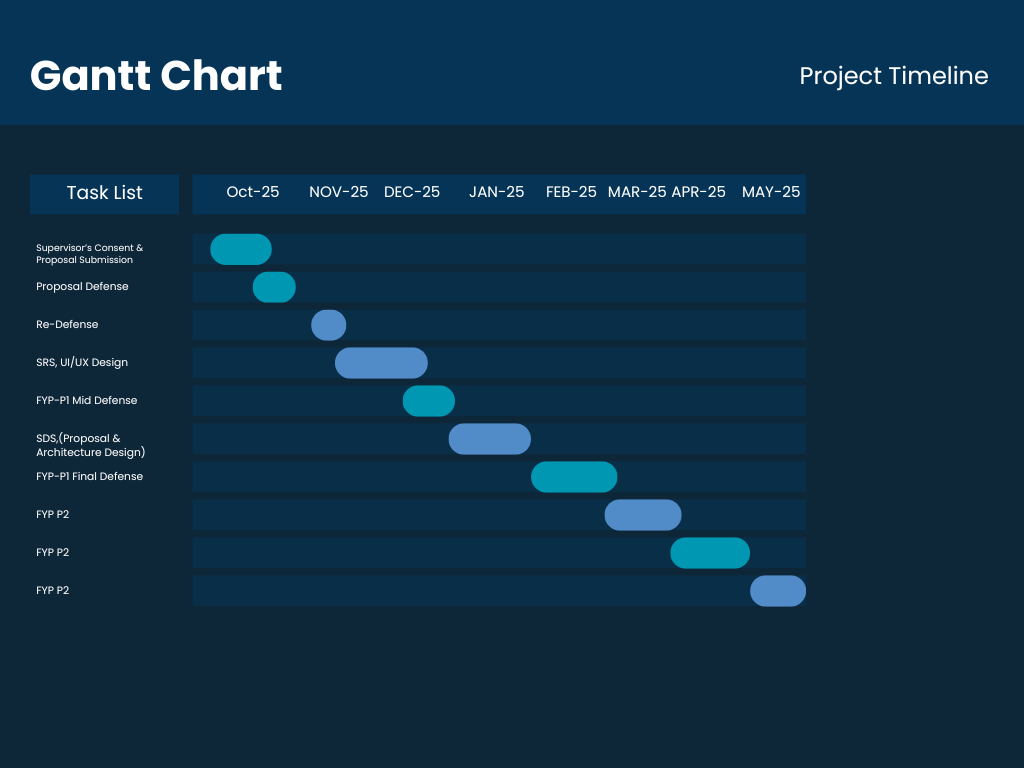 Gantt Chart
Project Timeline
Task List
Oct-25 NOV-25 DEC-25 JAN-25 FEB-25 MAR-25 APR-25 MAY-25
Supervisor's Consent &
Proposal Submission
Proposal Defense
Re-Defense
SRS, UI/UX Design
FYP-P1 Mid Defense
SDS,(Proposal &
Architecture Design)
FYP-P1 Final Defense
FYP P2
FYP P2
FYP P2